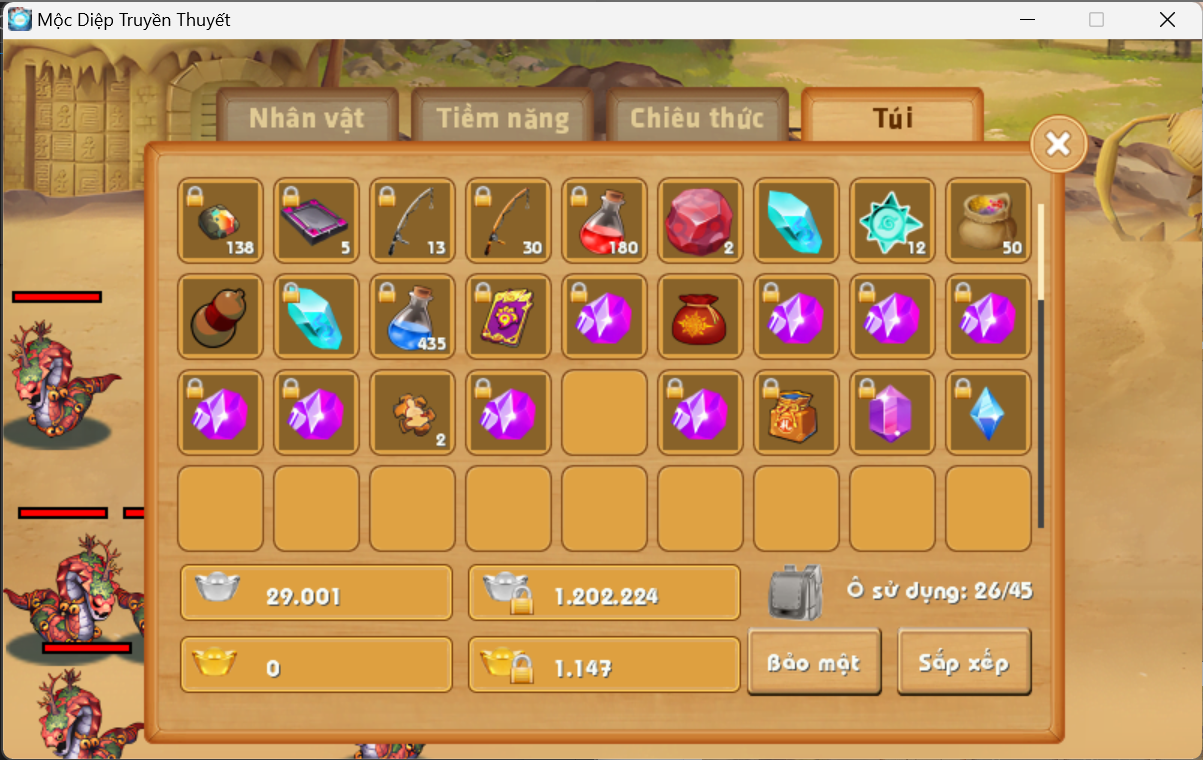 Mộc Diệp Truyền Thuyết
Nhân vật Tiềm năng Chiêu thức Túi
138 5 13 30 180 2 12 50
435
2
29.001 1.202.224 Ô sử dụng: 26/45
0 1.147 Bảo mật Sắp xếp